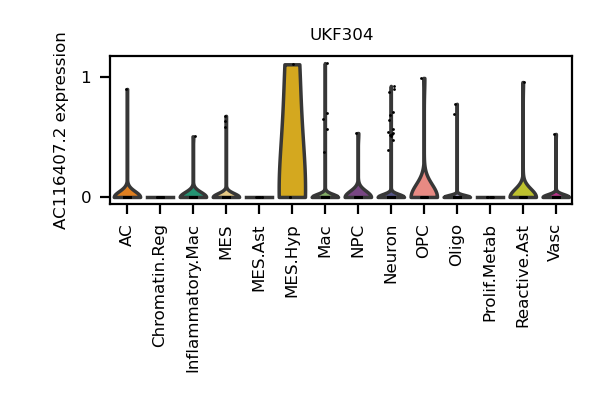 UKF304
AC116407.2 expression
1
0
AC
Chromatin.Reg
Inflammatory.Mac
MES
MES.Ast
MES.Hyp
Mac
NPC
Neuron
OPC
Oligo
Prolif.Metab
Reactive.Ast
Vasc